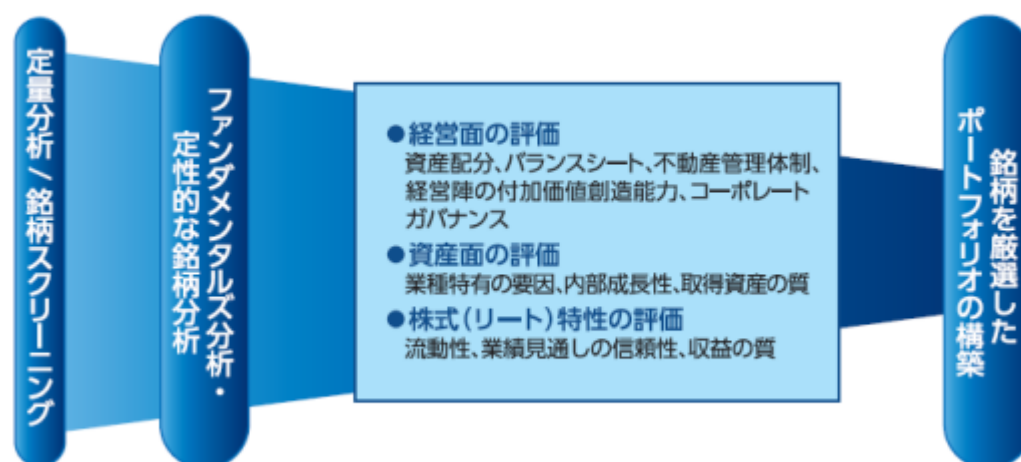 定量分析/銘柄スクリーニング
ファンダメンタルズ分析・
定性的な銘柄分析
●経営面の評価
資産配分、バランスシート、不動産管理体制、
経営陣の付加価値創造能力、コーポレート
ガバナンス
●資産面の評価
業種特有の要因、内部成長性、取得資産の質
●株式(リート)特性の評価
流動性、業績見通しの信頼性、収益の質
銘柄を厳選した
ポートフォリオの構築